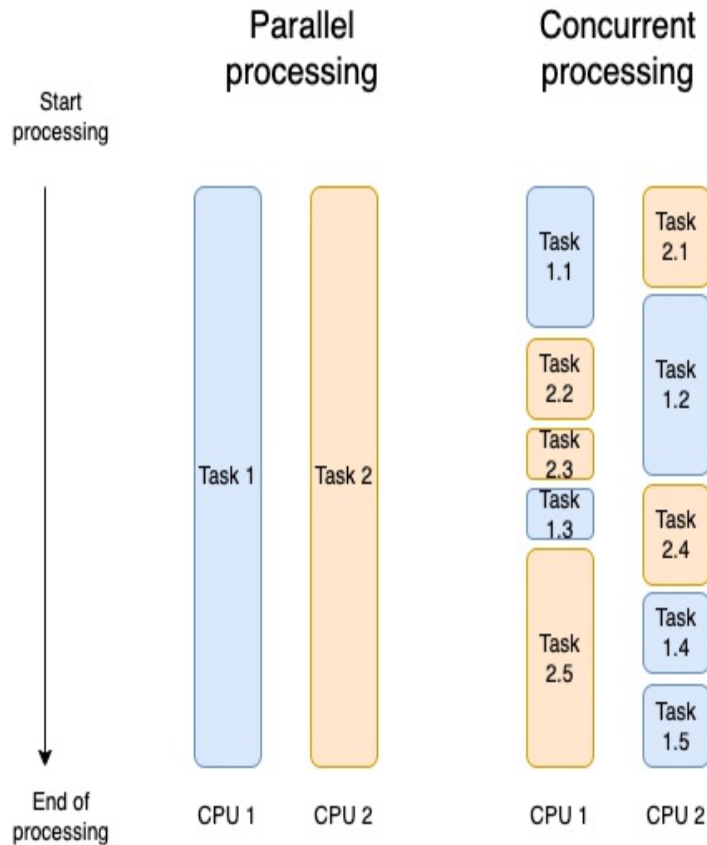 Parallel
processing
Concurrent
processing
Start
processing
Task 1
Task 2
Task
1.1
Task
2.2
Task
2.3
Task
1.3
Task
2.5
Task
2.1
Task
1.2
Task
2.4
Task
1.4
Task
1.5
End of
processing
CPU 1
CPU 2
CPU 1
CPU 2